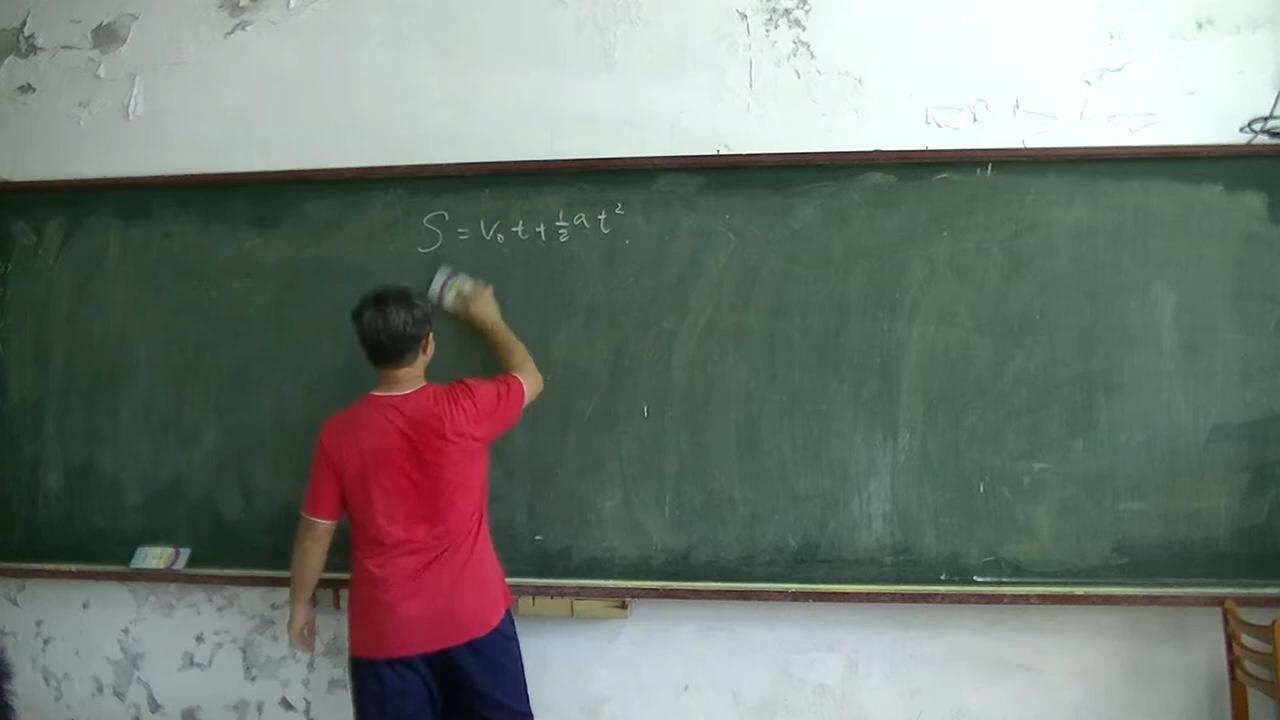 S = V₀t + ½at²